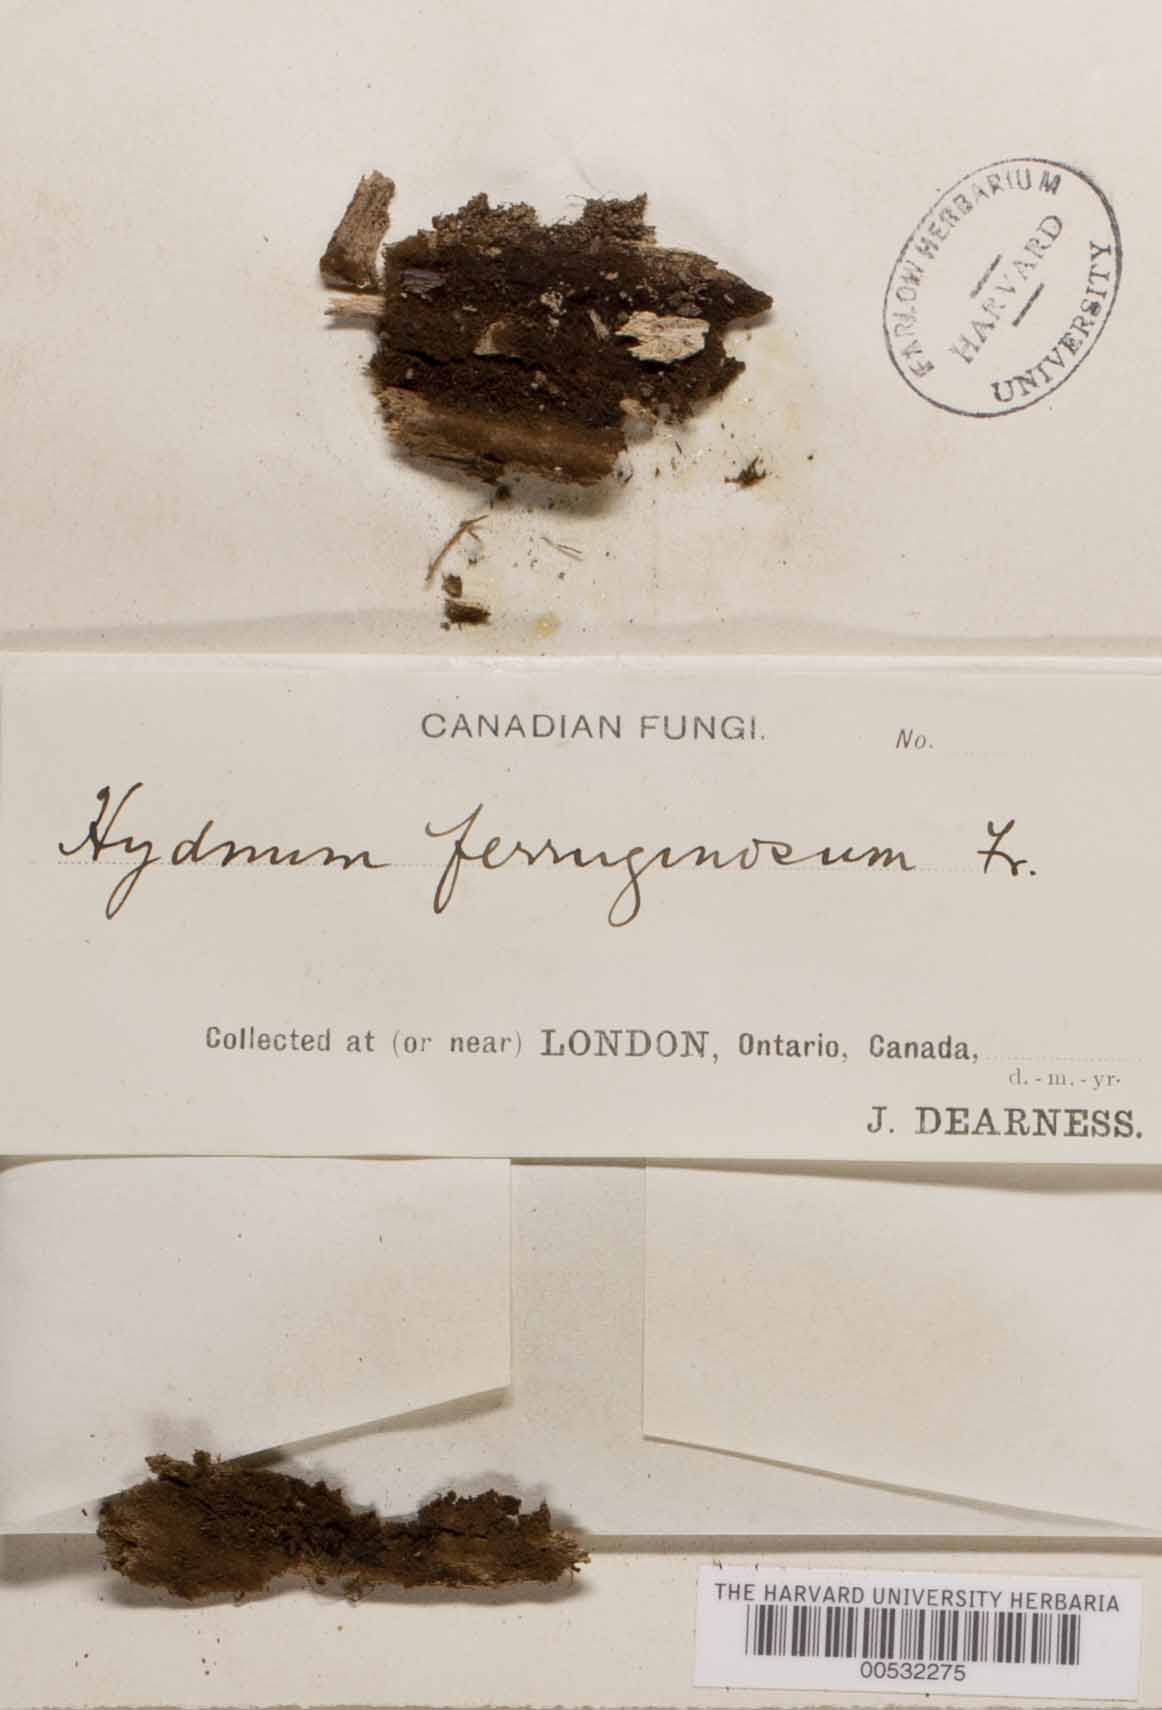 FARLOW HERBARIUM
HARVARD
UNIVERSITY
CANADIAN FUNGI.
No.
Hydnum ferruginosum Fr.
Collected at (or near) LONDON, Ontario, Canada,
d. - m. - yr.
J. DEARNESS.
THE HARVARD UNIVERSITY HERBARIA
00532275